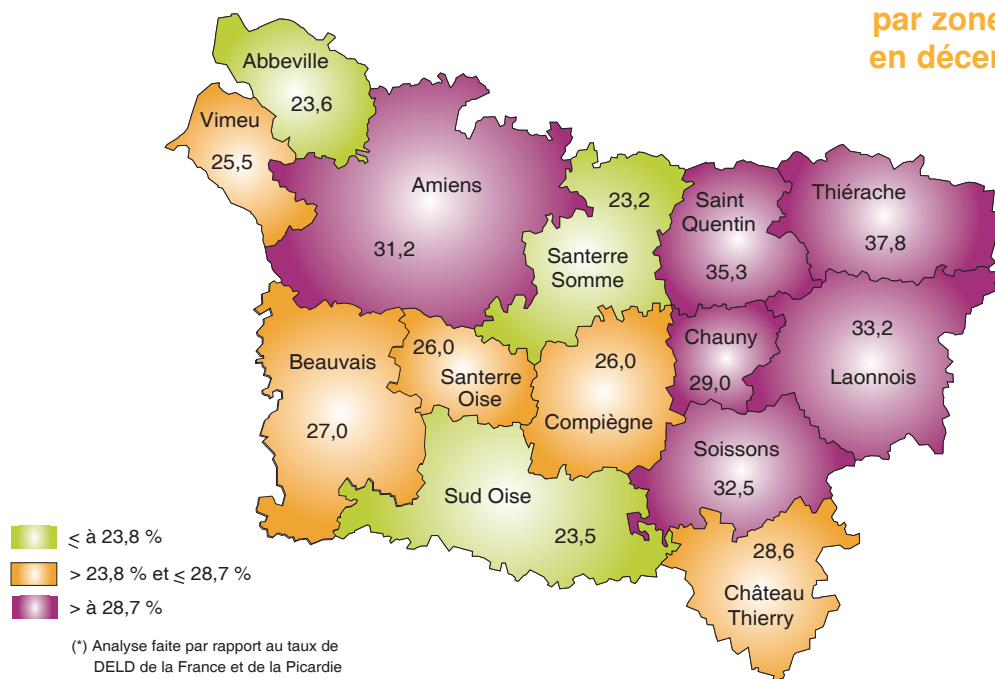 par zone
en décem
Abbeville
23,6
Vimeu
25,5
Amiens
31,2
23,2
Santerre
Somme
Saint
Quentin
35,3
Thiérache
37,8
Beauvais
27,0
26,0
Santerre
Oise
26,0
Compiègne
Chauny
29,0
33,2
Laonnois
Soissons
32,5
Sud Oise
23,5
28,6
Château
Thierry
≤ à 23,8 %
> 23,8 % et ≤ 28,7 %
> à 28,7 %
(*) Analyse faite par rapport au taux de
DELD de la France et de la Picardie